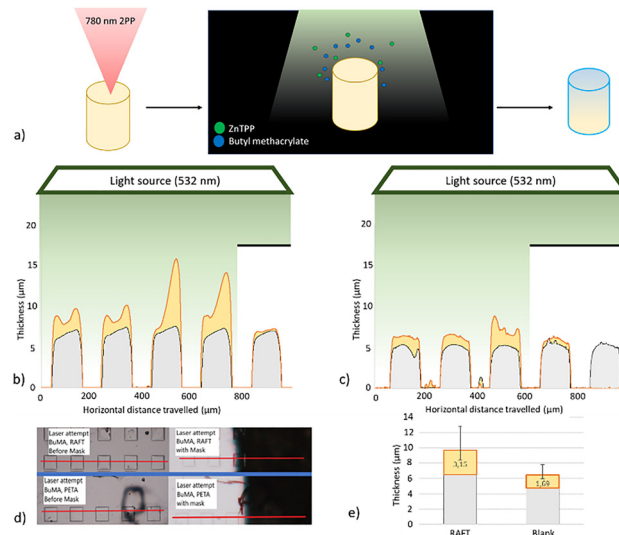 780 nm 2PP
ZnTPP
Butyl methacrylate
a)
Light source (532 nm)
20
15
10
5
0
Thickness (µm)
200
400
600
800
Horizontal distance travelled (µm)
b)
Light source (532 nm)
20
15
10
5
0
Thickness (µm)
200
400
600
800
Horizontal distance travelled (µm)
c)
Laser attempt
BuMA, RAFT
Before Mask
Laser attempt
BuMA, RAFT
with Mask
Laser attempt
BuMA, PETA
Before Mask
Laser attempt
BuMA, PETA
with mask
d)
14
12
10
8
6
4
2
0
Thickness (µm)
3,15
1,69
RAFT
Blank
e)